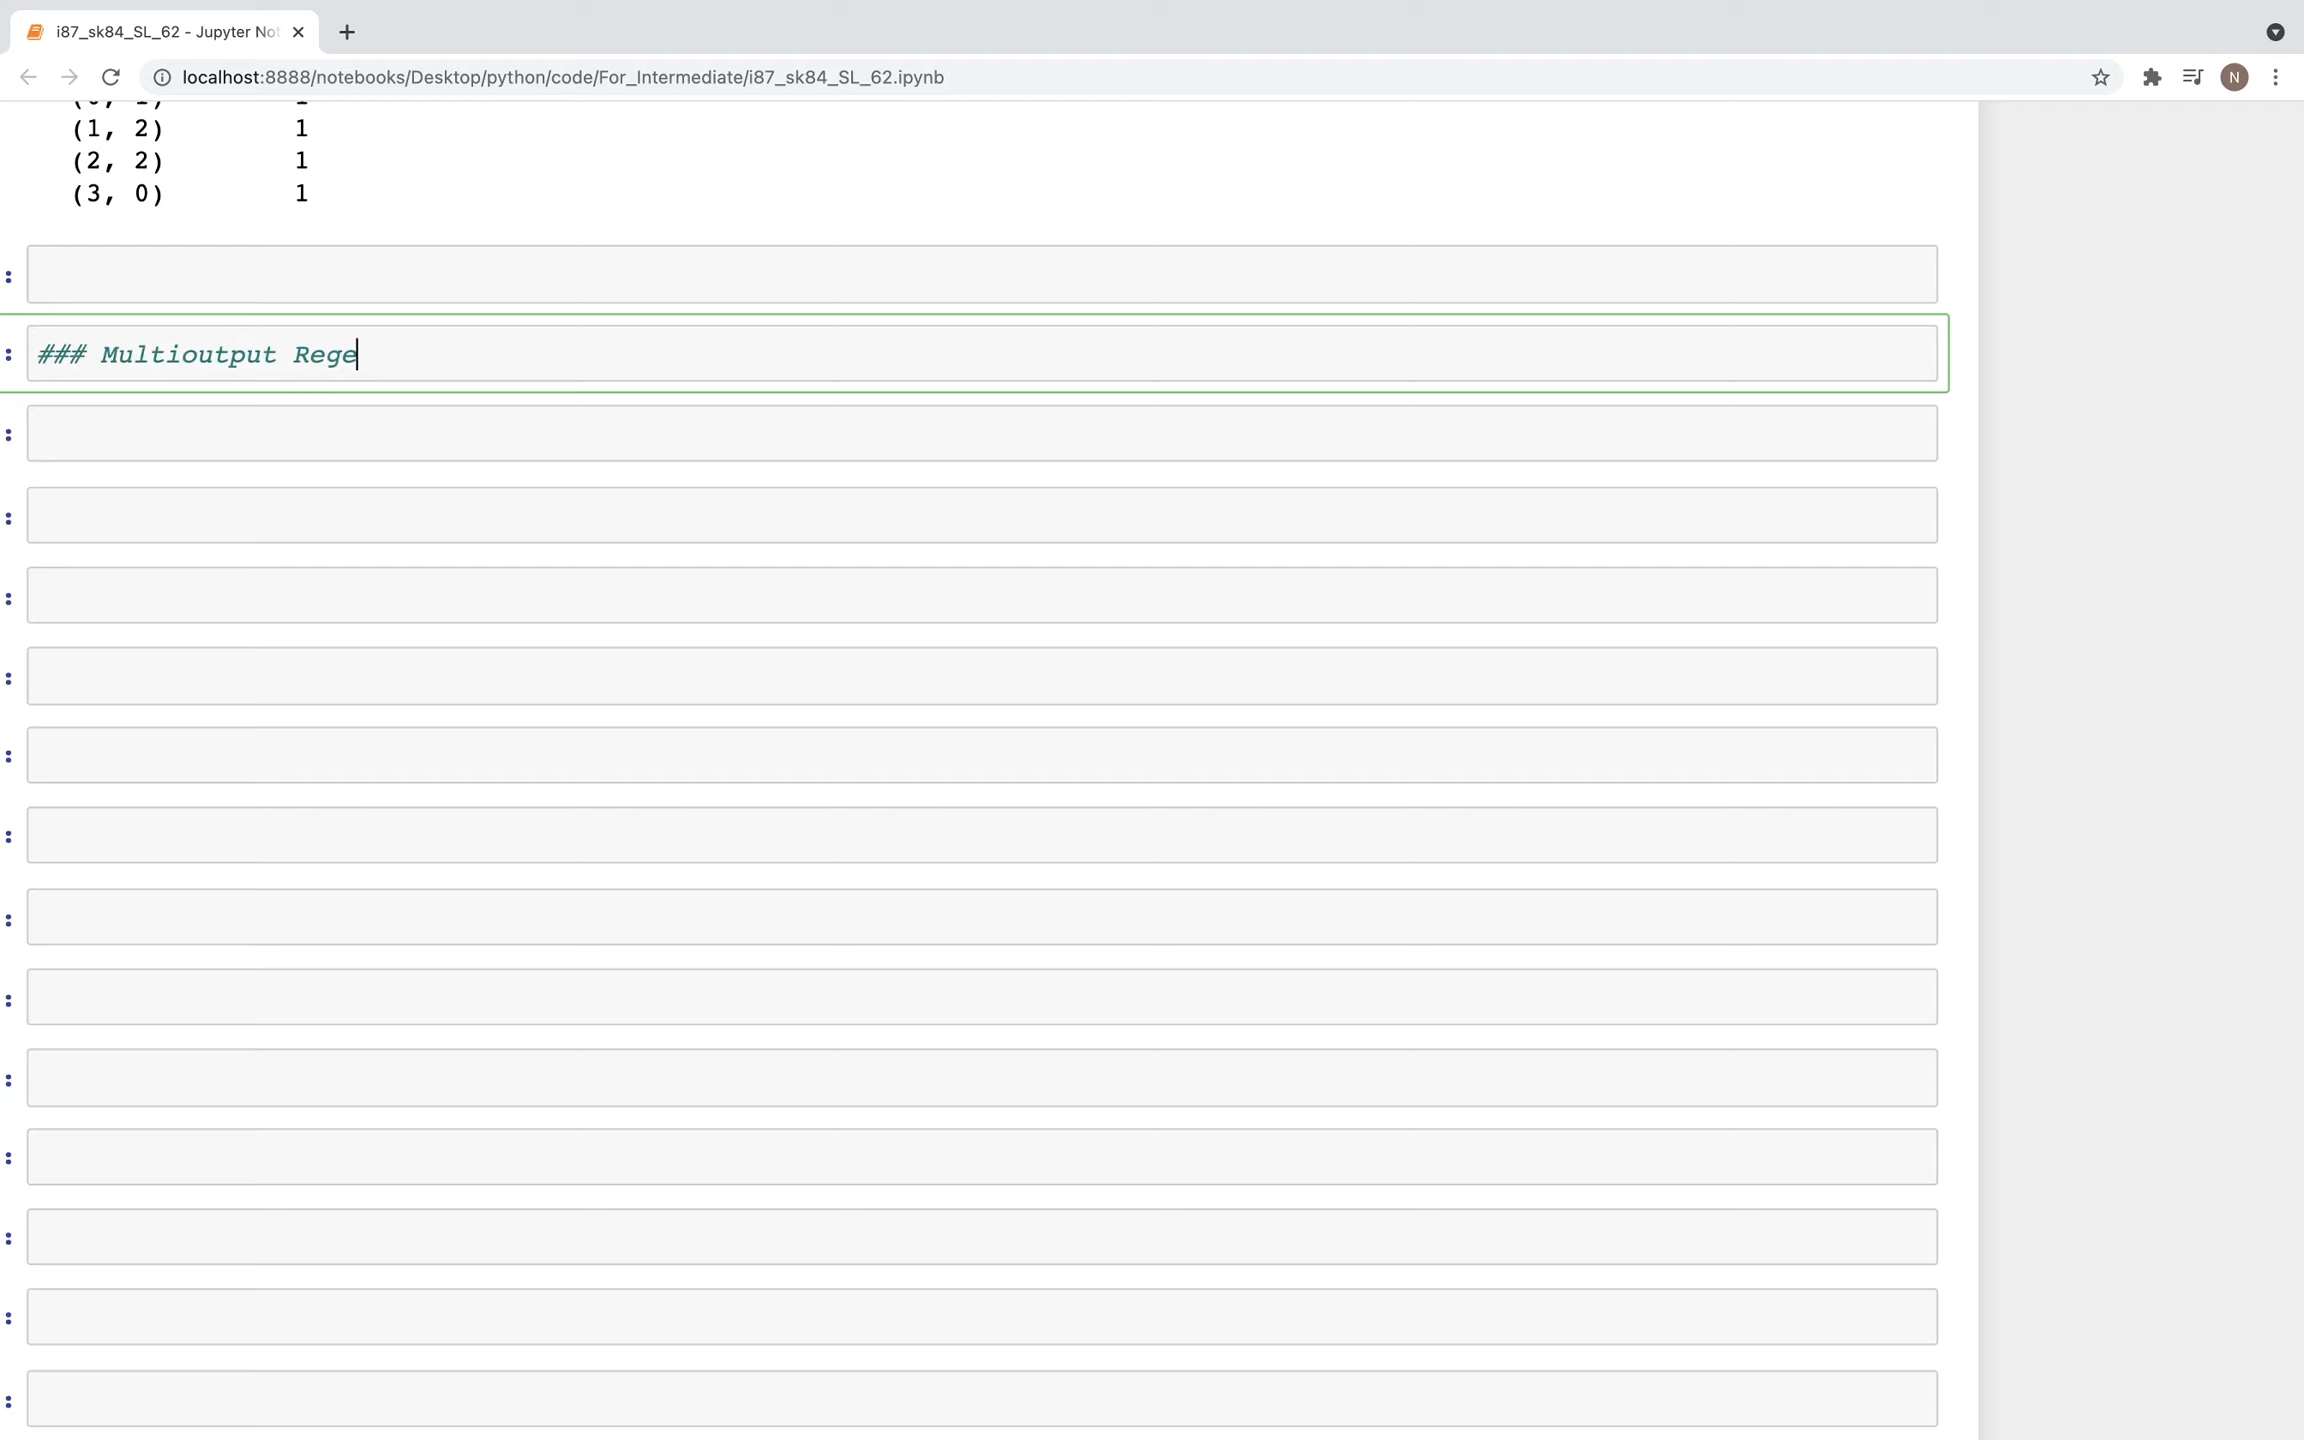 i87_sk84_SL_62 - Jupyter Not
localhost:8888/notebooks/Desktop/python/code/For_Intermediate/i87_sk84_SL_62.ipynb
N
(1, 2) 1
(2, 2) 1
(3, 0) 1
:
: ### Multioutput Rege
:
:
:
:
:
:
:
:
:
:
:
:
: